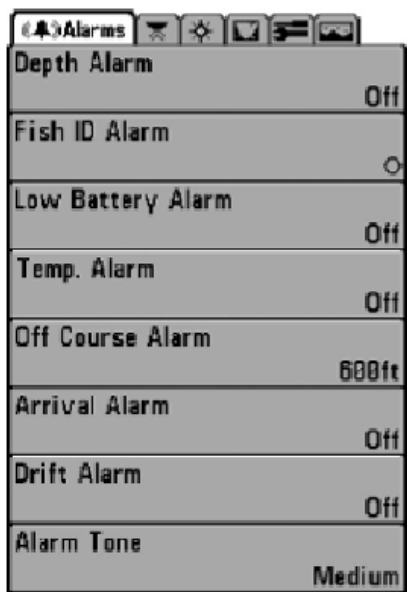 Alarms
Depth Alarm
Off
Fish ID Alarm
Low Battery Alarm
Off
Temp. Alarm
Off
Off Course Alarm
600ft
Arrival Alarm
Off
Drift Alarm
Off
Alarm Tone
Medium